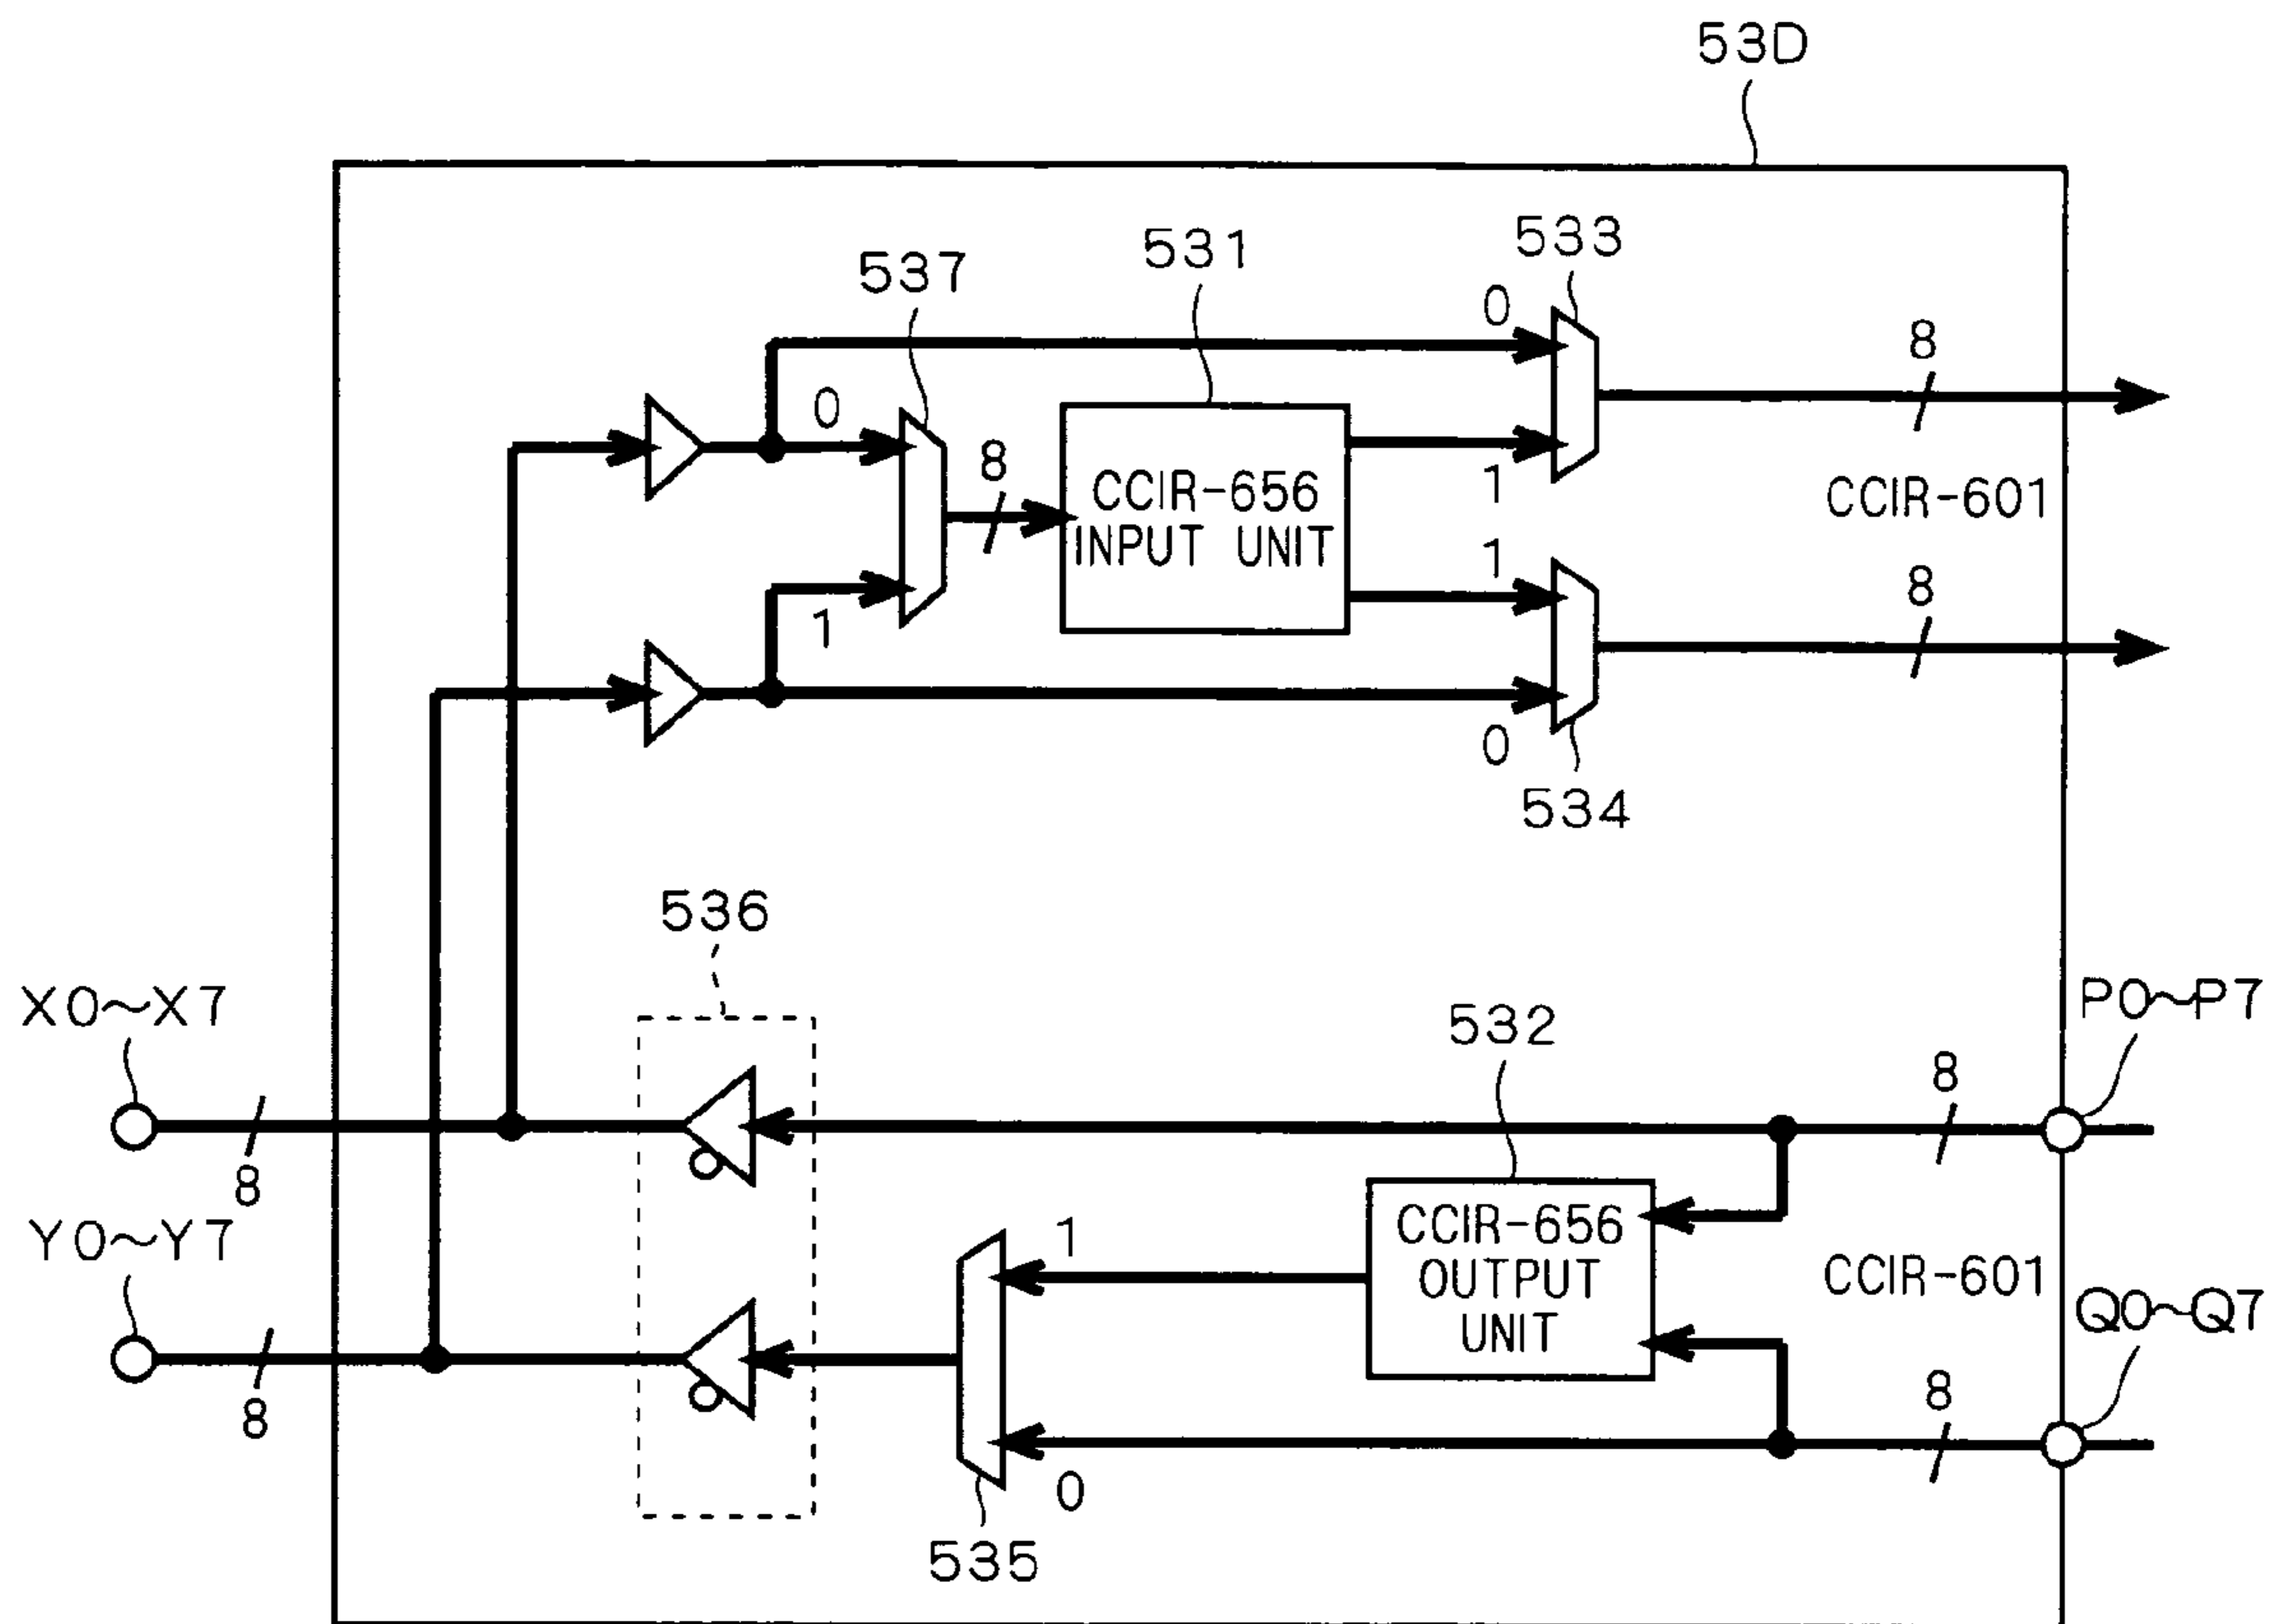 53D
533
531
537
0
8
0
8
1
CCIR-656
INPUT UNIT
CCIR-601
1
8
1
0
534
536
X0~X7
P0~P7
532
8
8
Y0~Y7
1
CCIR-656
OUTPUT
UNIT
CCIR-601
Q0~Q7
8
8
0
535